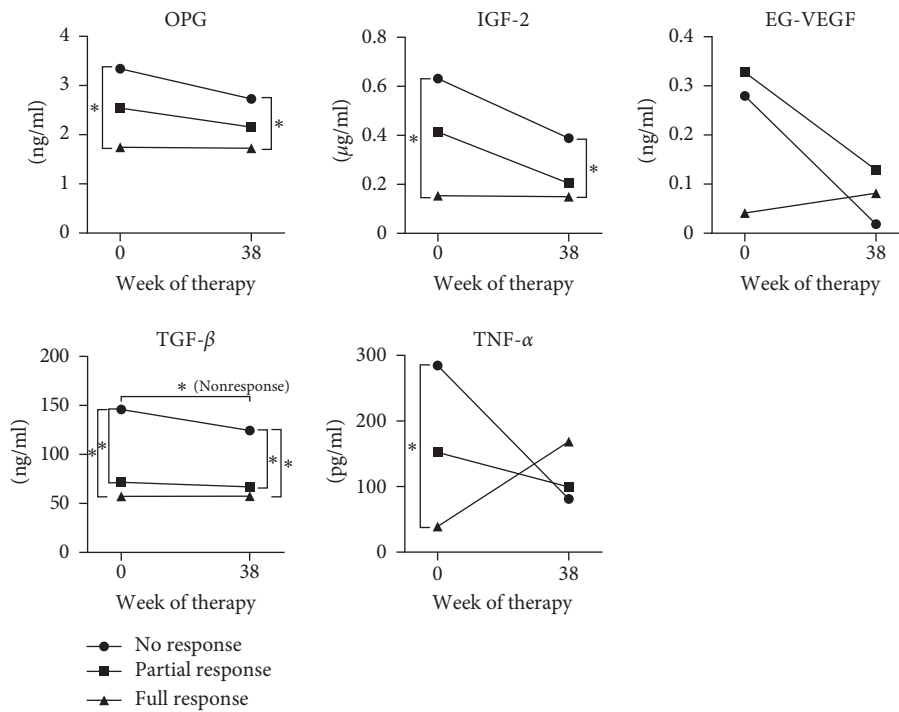 OPG
4
3
2
1
0
(ng/ml)
*
*
0 38
Week of therapy
IGF-2
0.8
0.6
0.4
0.2
0
(μg/ml)
*
*
0 38
Week of therapy
EG-VEGF
0.4
0.3
0.2
0.1
0
(ng/ml)
0 38
Week of therapy
TGF-β
200
150
100
50
0
(ng/ml)
* (Nonresponse)
* *
* *
0 38
Week of therapy
TNF-α
300
200
100
0
(pg/ml)
*
0 38
Week of therapy
No response
Partial response
Full response